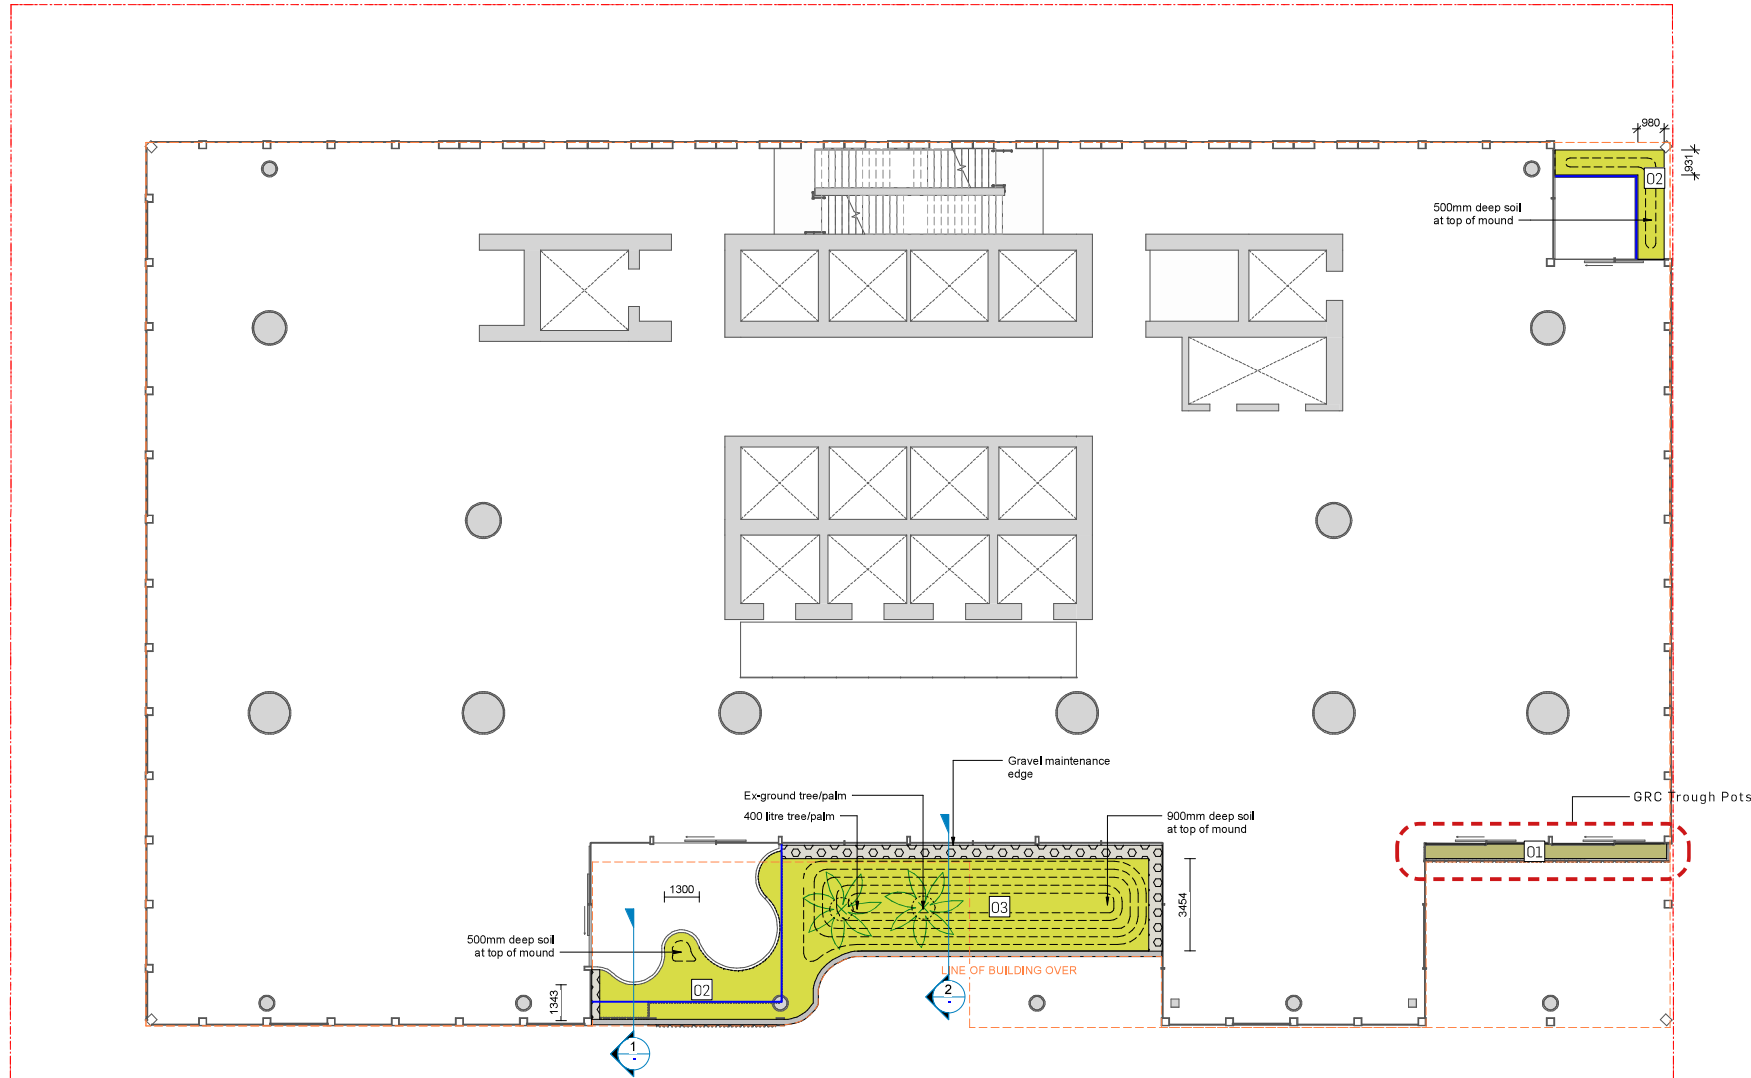 980
931
02
500mm deep soil
at top of mound
Gravel maintenance
edge
Ex-ground tree/palm
400 litre tree/palm
900mm deep soil
at top of mound
GRC Trough Pots
01
1300
03
3454
500mm deep soil
at top of mound
LINE OF BUILDING OVER
02
1343
2
-
1
-